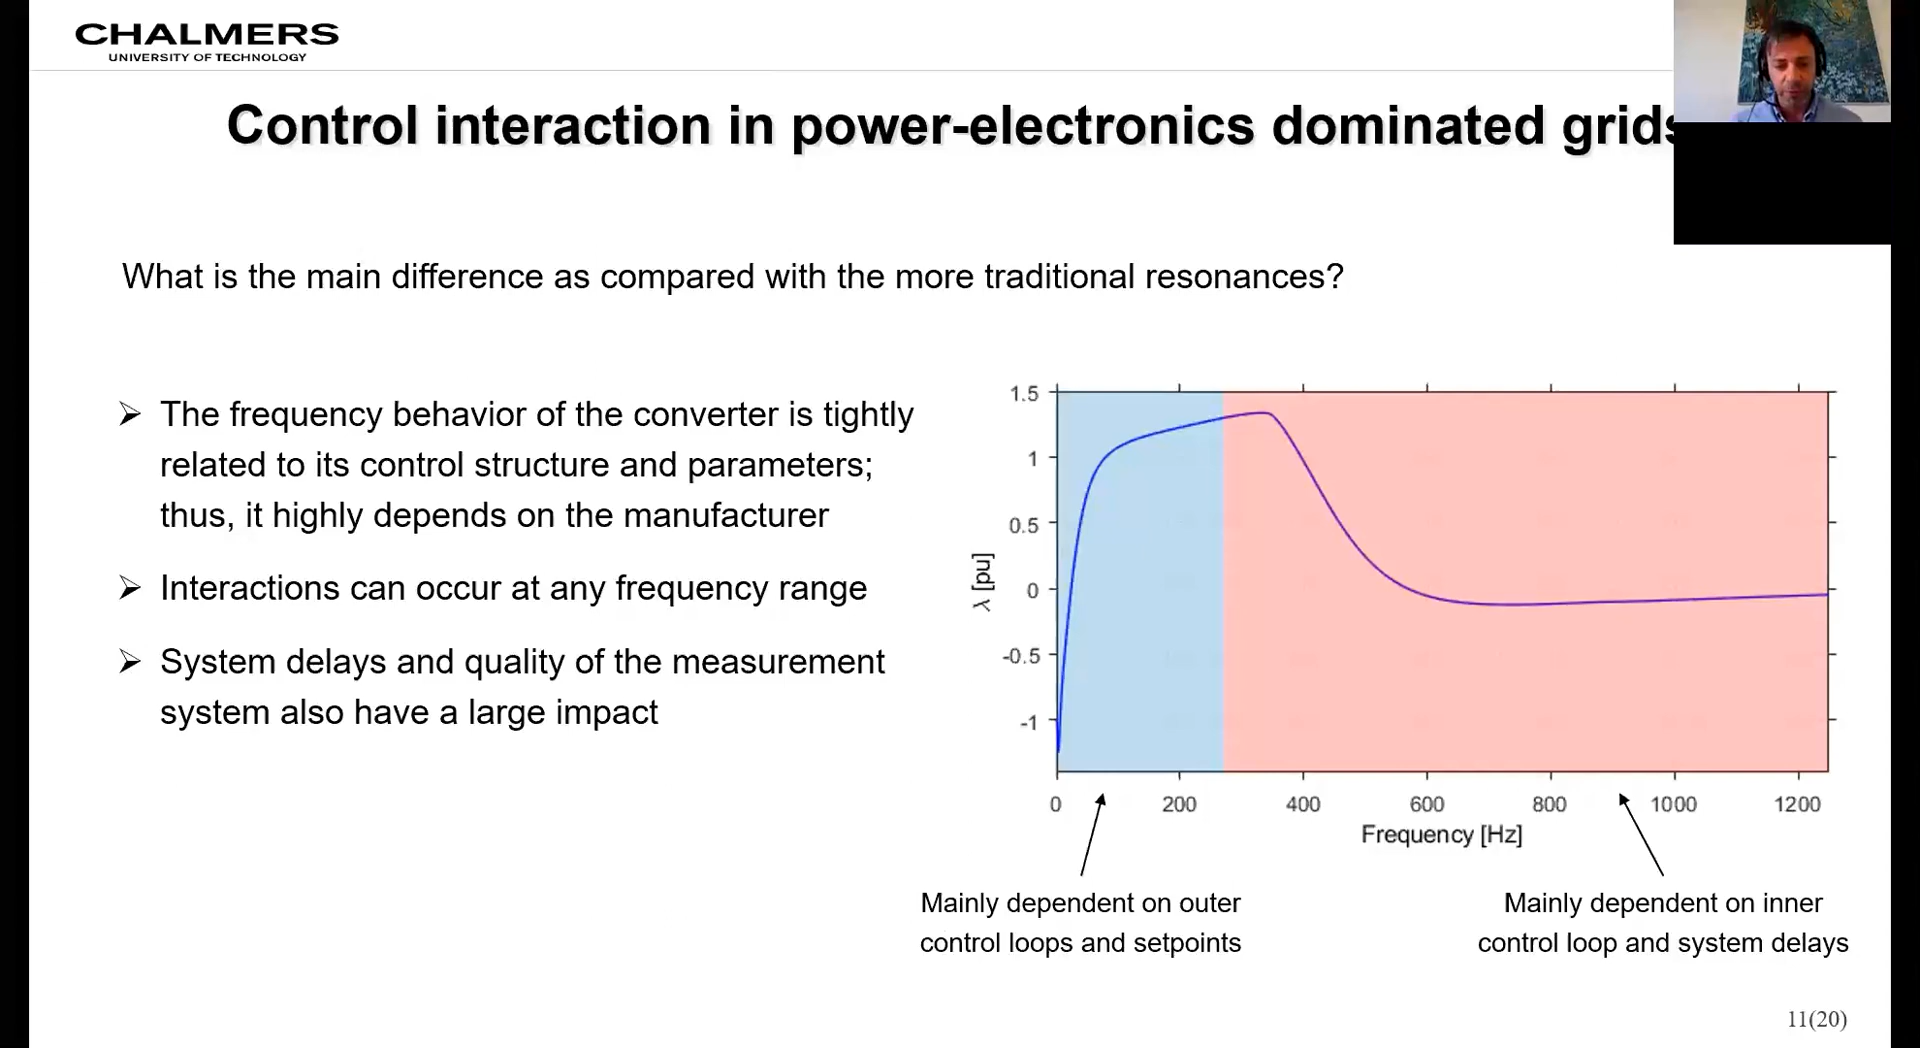 CHALMERS
UNIVERSITY OF TECHNOLOGY
Control interaction in power-electronics dominated grids
What is the main difference as compared with the more traditional resonances?
➢ The frequency behavior of the converter is tightly
related to its control structure and parameters;
thus, it highly depends on the manufacturer
➢ Interactions can occur at any frequency range
➢ System delays and quality of the measurement
system also have a large impact
1.5
1
0.5
0
-0.5
-1
λ [pu]
0 200 400 600 800 1000 1200
Frequency [Hz]
Mainly dependent on outer
control loops and setpoints
Mainly dependent on inner
control loop and system delays
11(20)